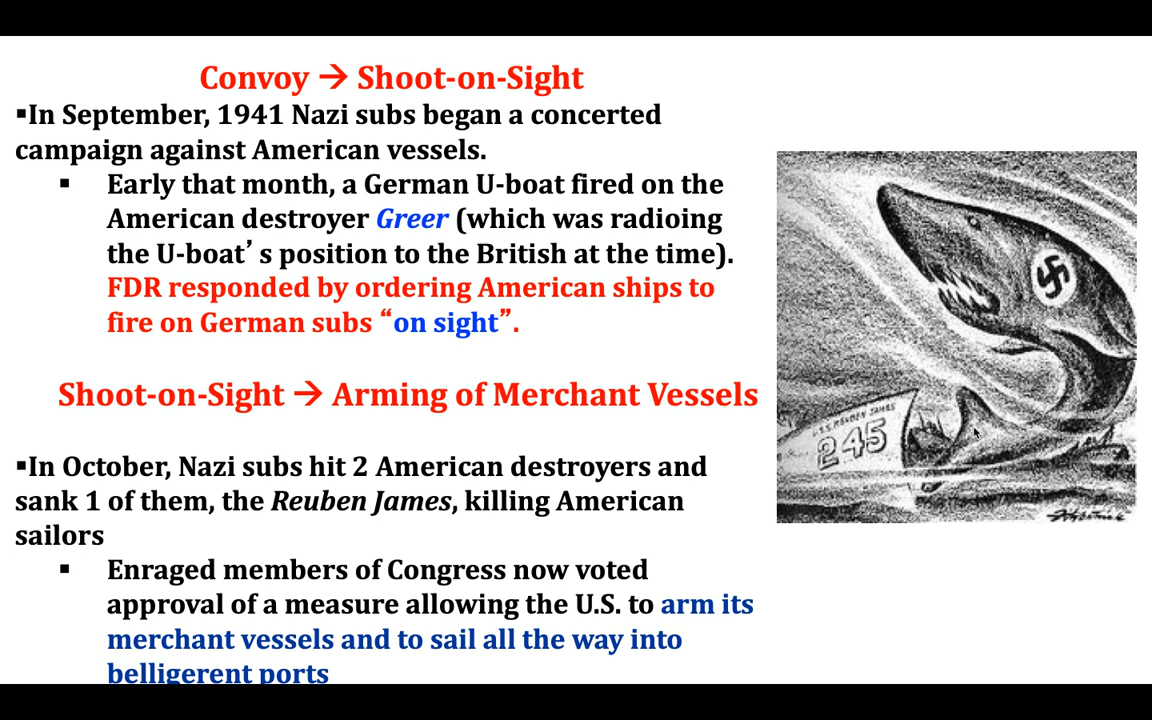 Convoy → Shoot-on-Sight
▪In September, 1941 Nazi subs began a concerted
campaign against American vessels.
▪ Early that month, a German U-boat fired on the
American destroyer Greer (which was radioing
the U-boat’s position to the British at the time).
FDR responded by ordering American ships to
fire on German subs “on sight”.
Shoot-on-Sight → Arming of Merchant Vessels
▪In October, Nazi subs hit 2 American destroyers and
sank 1 of them, the Reuben James, killing American
sailors
▪ Enraged members of Congress now voted
approval of a measure allowing the U.S. to arm its
merchant vessels and to sail all the way into
belligerent ports
U.S.S. REUBEN JAMES
245